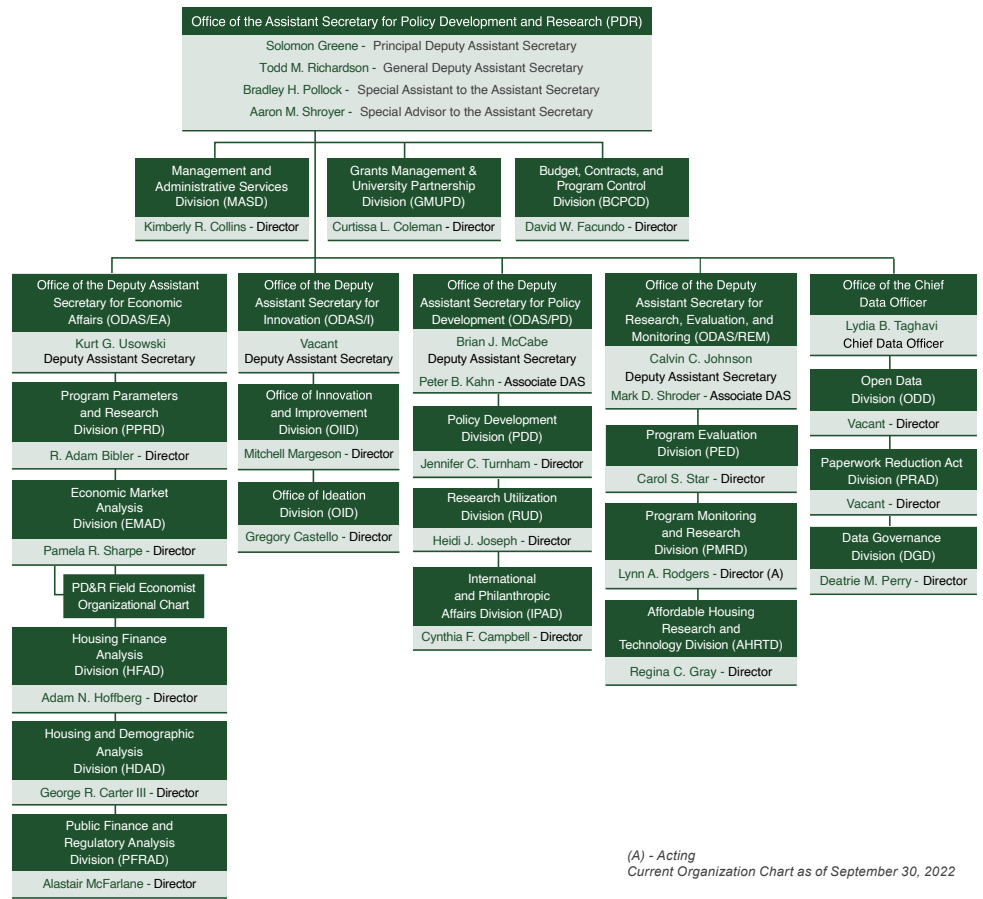 Office of the Assistant Secretary for Policy Development and Research (PDR)
Solomon Greene - Principal Deputy Assistant Secretary
Todd M. Richardson - General Deputy Assistant Secretary
Bradley H. Pollock - Special Assistant to the Assistant Secretary
Aaron M. Shroyer - Special Advisor to the Assistant Secretary
Management and
Administrative Services
Division (MASD)
Kimberly R. Collins - Director
Grants Management &
University Partnership
Division (GMUPD)
Curtissa L. Coleman - Director
Budget, Contracts, and
Program Control
Division (BCPCD)
David W. Facundo - Director
Office of the Deputy Assistant
Secretary for Economic
Affairs (ODAS/EA)
Kurt G. Usowski
Deputy Assistant Secretary
Program Parameters
and Research
Division (PPRD)
R. Adam Bibler - Director
Economic Market
Analysis
Division (EMAD)
Pamela R. Sharpe - Director
PD&R Field Economist
Organizational Chart
Housing Finance
Analysis
Division (HFAD)
Adam N. Hoffberg - Director
Housing and Demographic
Analysis
Division (HDAD)
George R. Carter III - Director
Public Finance and
Regulatory Analysis
Division (PFRAD)
Alastair McFarlane - Director
Office of the Deputy
Assistant Secretary for
Innovation (ODAS/I)
Vacant
Deputy Assistant Secretary
Office of Innovation
and Improvement
Division (OIID)
Mitchell Margeson - Director
Office of Ideation
Division (OID)
Gregory Castello - Director
Office of the Deputy
Assistant Secretary for Policy
Development (ODAS/PD)
Brian J. McCabe
Deputy Assistant Secretary
Peter B. Kahn - Associate DAS
Policy Development
Division (PDD)
Jennifer C. Turnham - Director
Research Utilization
Division (RUD)
Heidi J. Joseph - Director
International
and Philanthropic
Affairs Division (IPAD)
Cynthia F. Campbell - Director
Office of the Deputy
Assistant Secretary for
Research, Evaluation, and
Monitoring (ODAS/REM)
Calvin C. Johnson
Deputy Assistant Secretary
Mark D. Shroder - Associate DAS
Program Evaluation
Division (PED)
Carol S. Star - Director
Program Monitoring
and Research
Division (PMRD)
Lynn A. Rodgers - Director (A)
Affordable Housing
Research and
Technology Division (AHRTD)
Regina C. Gray - Director
Office of the Chief
Data Officer
Lydia B. Taghavi
Chief Data Officer
Open Data
Division (ODD)
Vacant - Director
Paperwork Reduction Act
Division (PRAD)
Vacant - Director
Data Governance
Division (DGD)
Deatrie M. Perry - Director
(A) - Acting
Current Organization Chart as of September 30, 2022